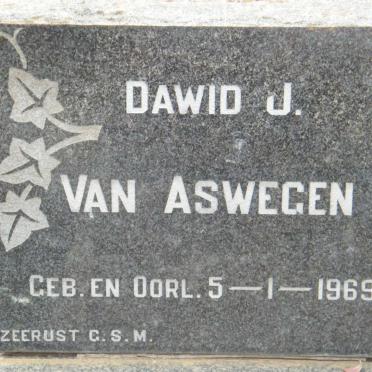 DAWID J.
VAN ASWEGEN
GEB. EN OORL. 5-1-1969
ZEERUST G.S.M.